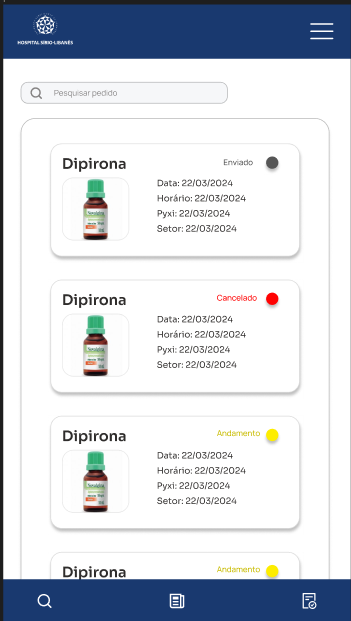 HOSPITAL SÍRIO-LIBANÊS
Pesquisar pedido
Dipirona
Enviado
Data: 22/03/2024
Horário: 22/03/2024
Pyxi: 22/03/2024
Setor: 22/03/2024
Novalgina
Dipirona
Cancelado
Data: 22/03/2024
Horário: 22/03/2024
Pyxi: 22/03/2024
Setor: 22/03/2024
Novalgina
Dipirona
Andamento
Data: 22/03/2024
Horário: 22/03/2024
Pyxi: 22/03/2024
Setor: 22/03/2024
Novalgina
Dipirona
Andamento